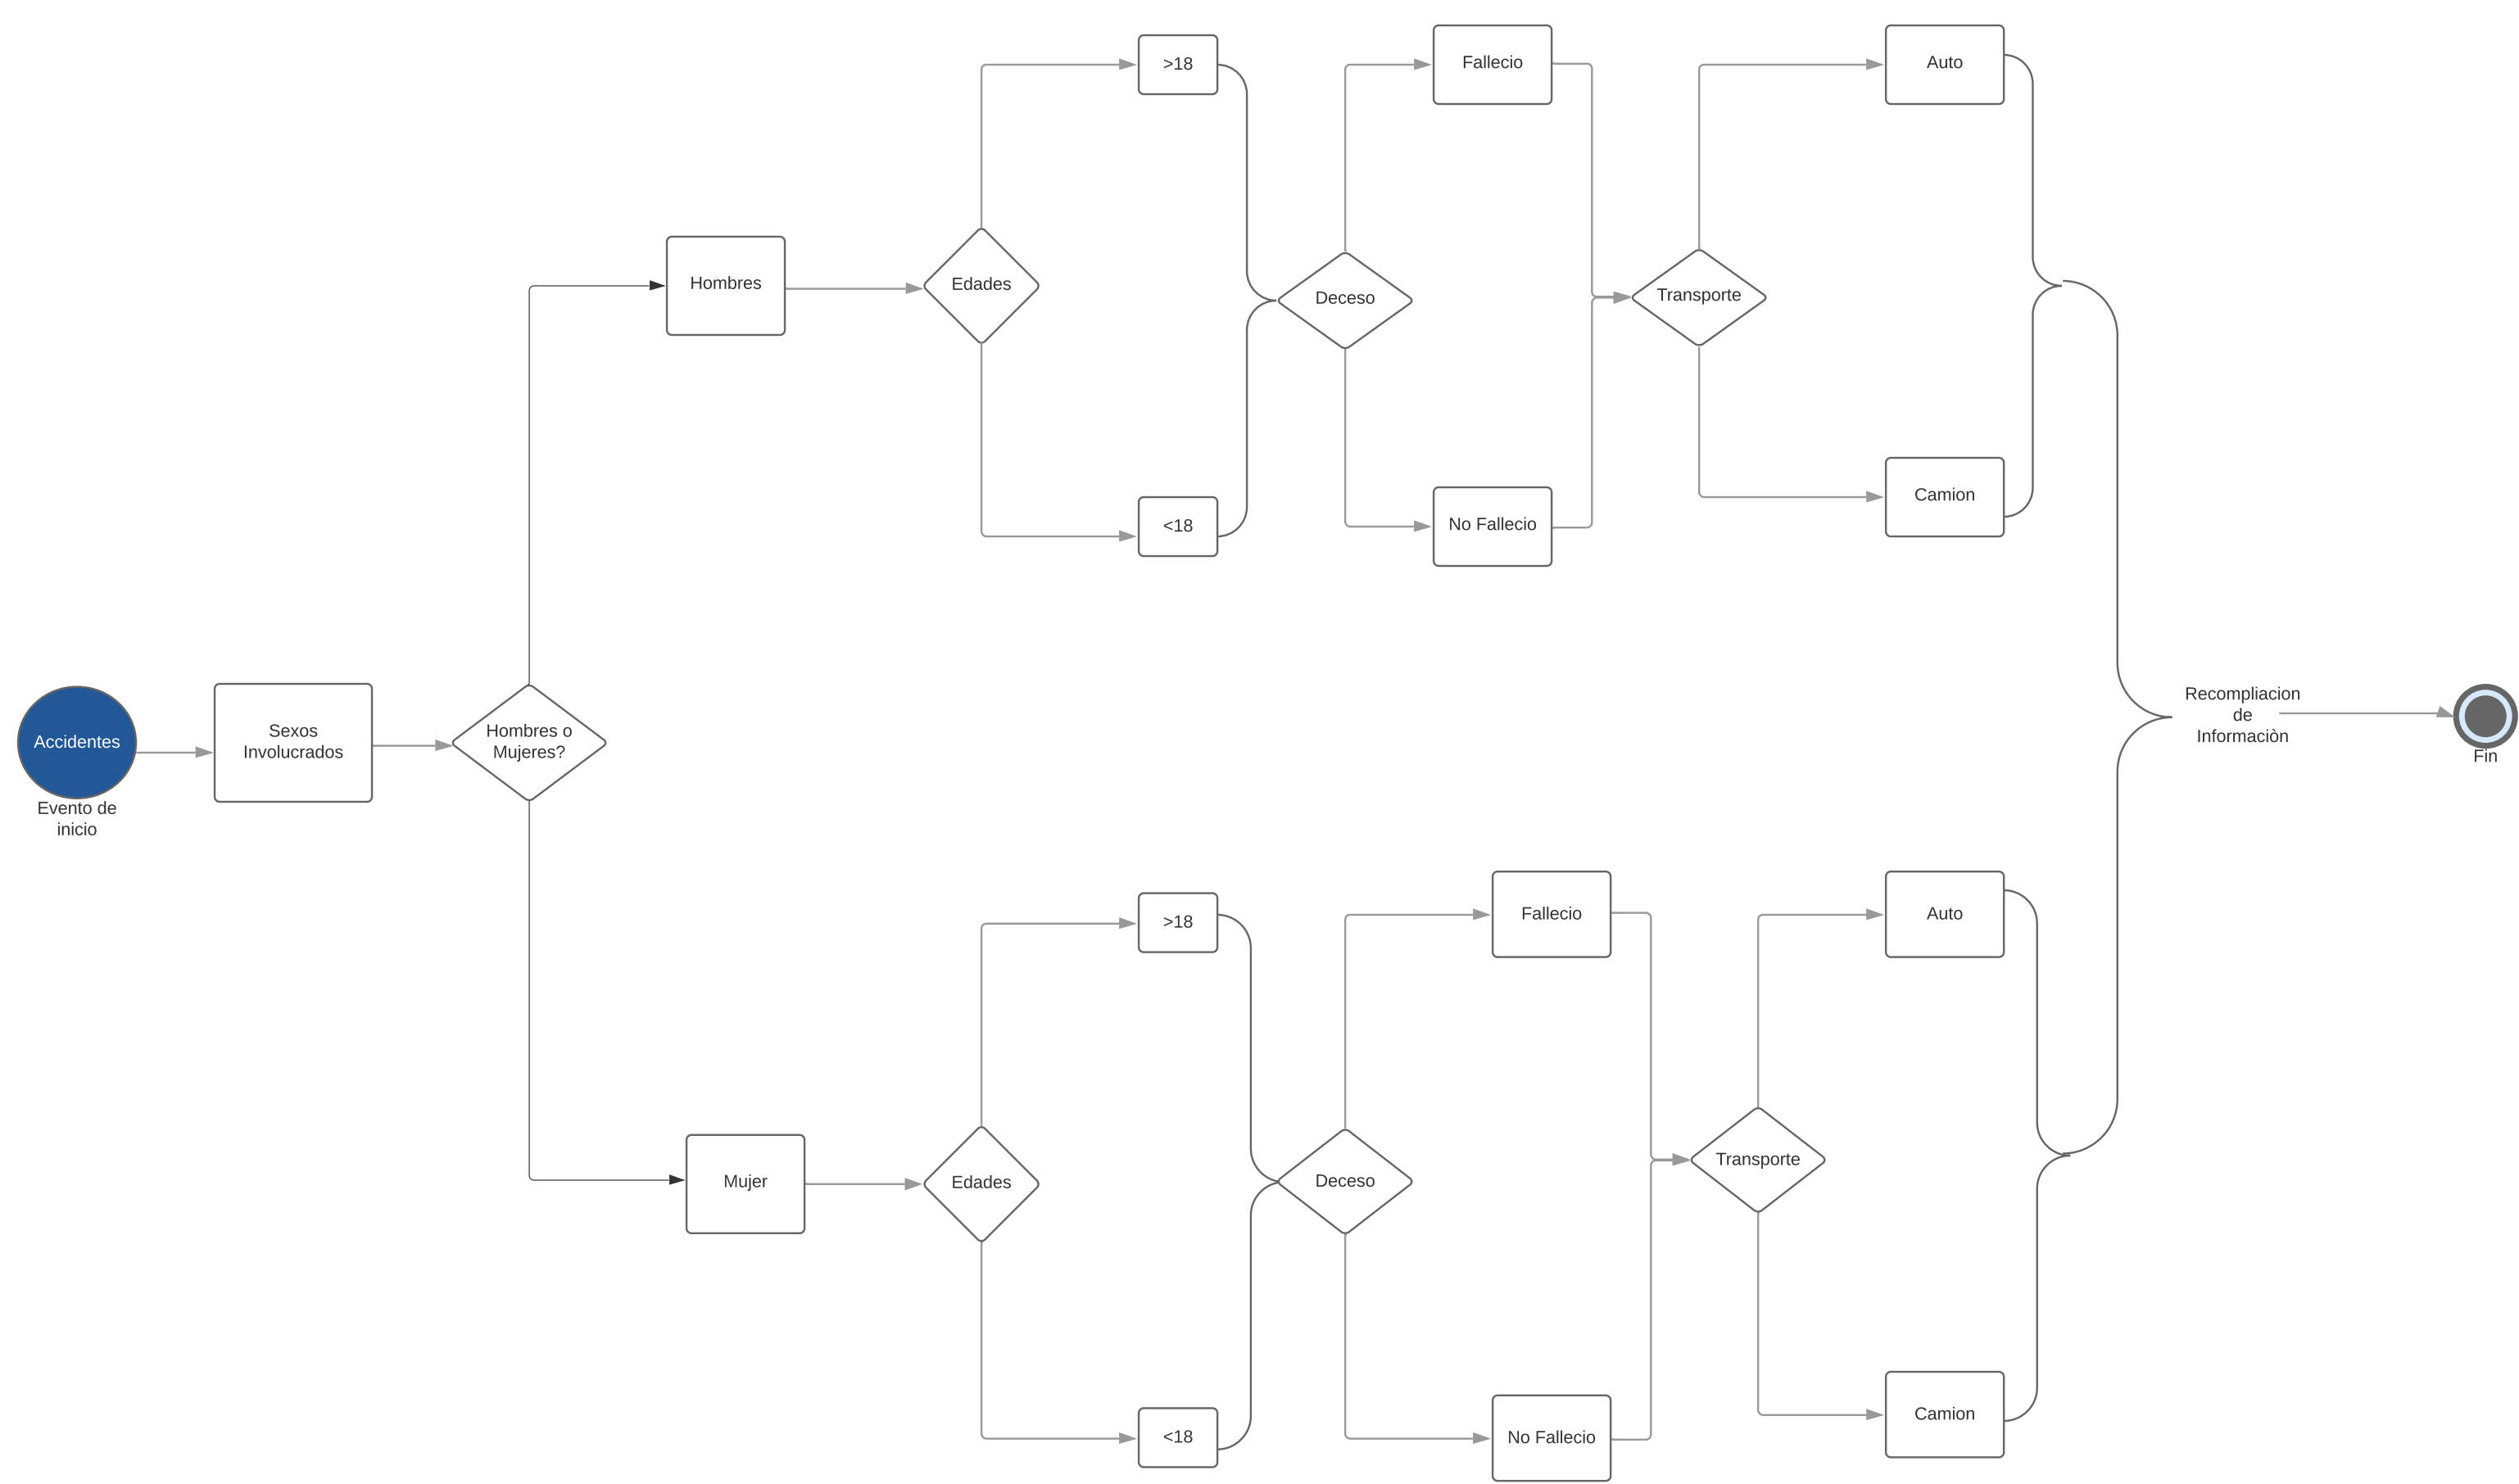 Accidentes
Evento de
inicio
Sexos
Involucrados
Hombres o
Mujeres?
Hombres
Edades
>18
<18
Deceso
Fallecio
No Fallecio
Transporte
Auto
Camion
Mujer
Edades
>18
<18
Deceso
Fallecio
No Fallecio
Transporte
Auto
Camion
Recompliacion
de
Informaciòn
Fin